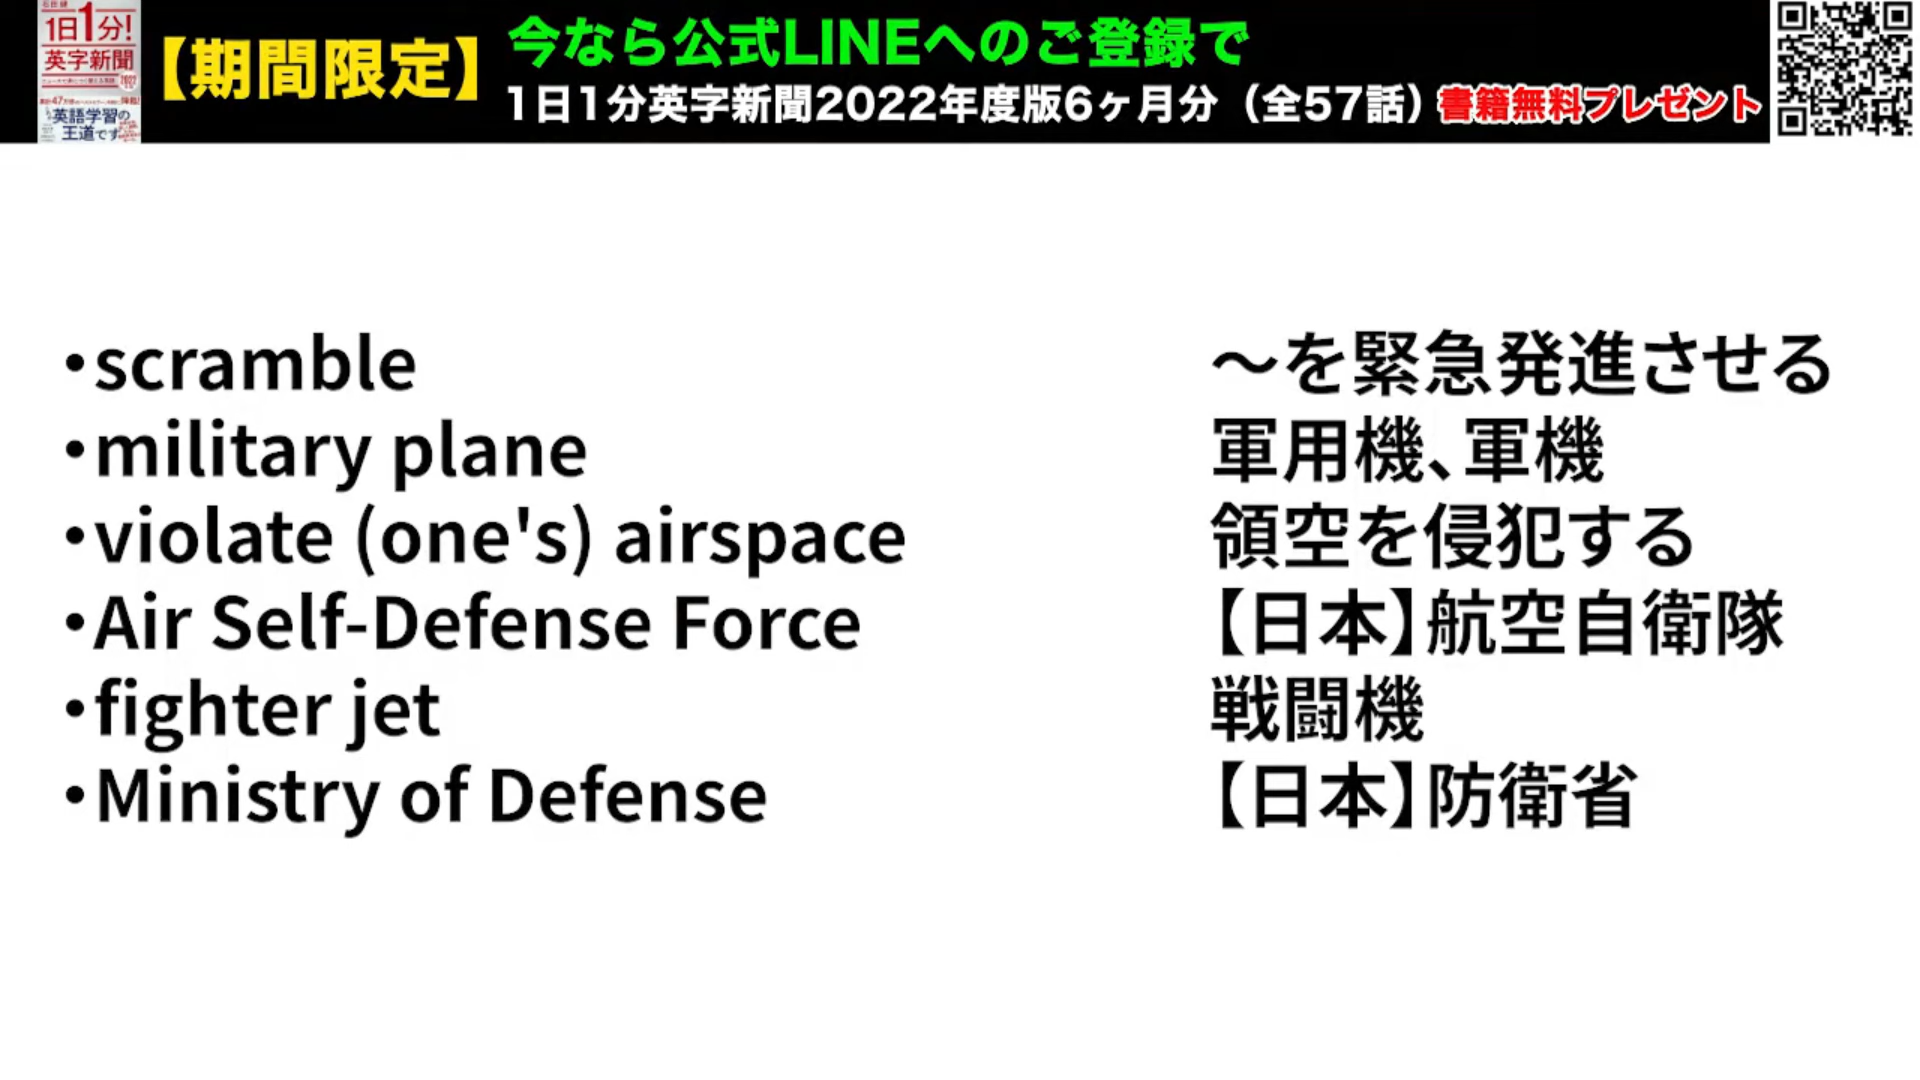 1日1分!
英字新聞
2022
英語学習の
王道です
【期間限定】
今なら公式LINEへのご登録で
1日1分英字新聞2022年度版6ヶ月分（全57話）書籍無料プレゼント
・scramble ～を緊急発進させる
・military plane 軍用機、軍機
・violate (one's) airspace 領空を侵犯する
・Air Self-Defense Force 【日本】航空自衛隊
・fighter jet 戦闘機
・Ministry of Defense 【日本】防衛省